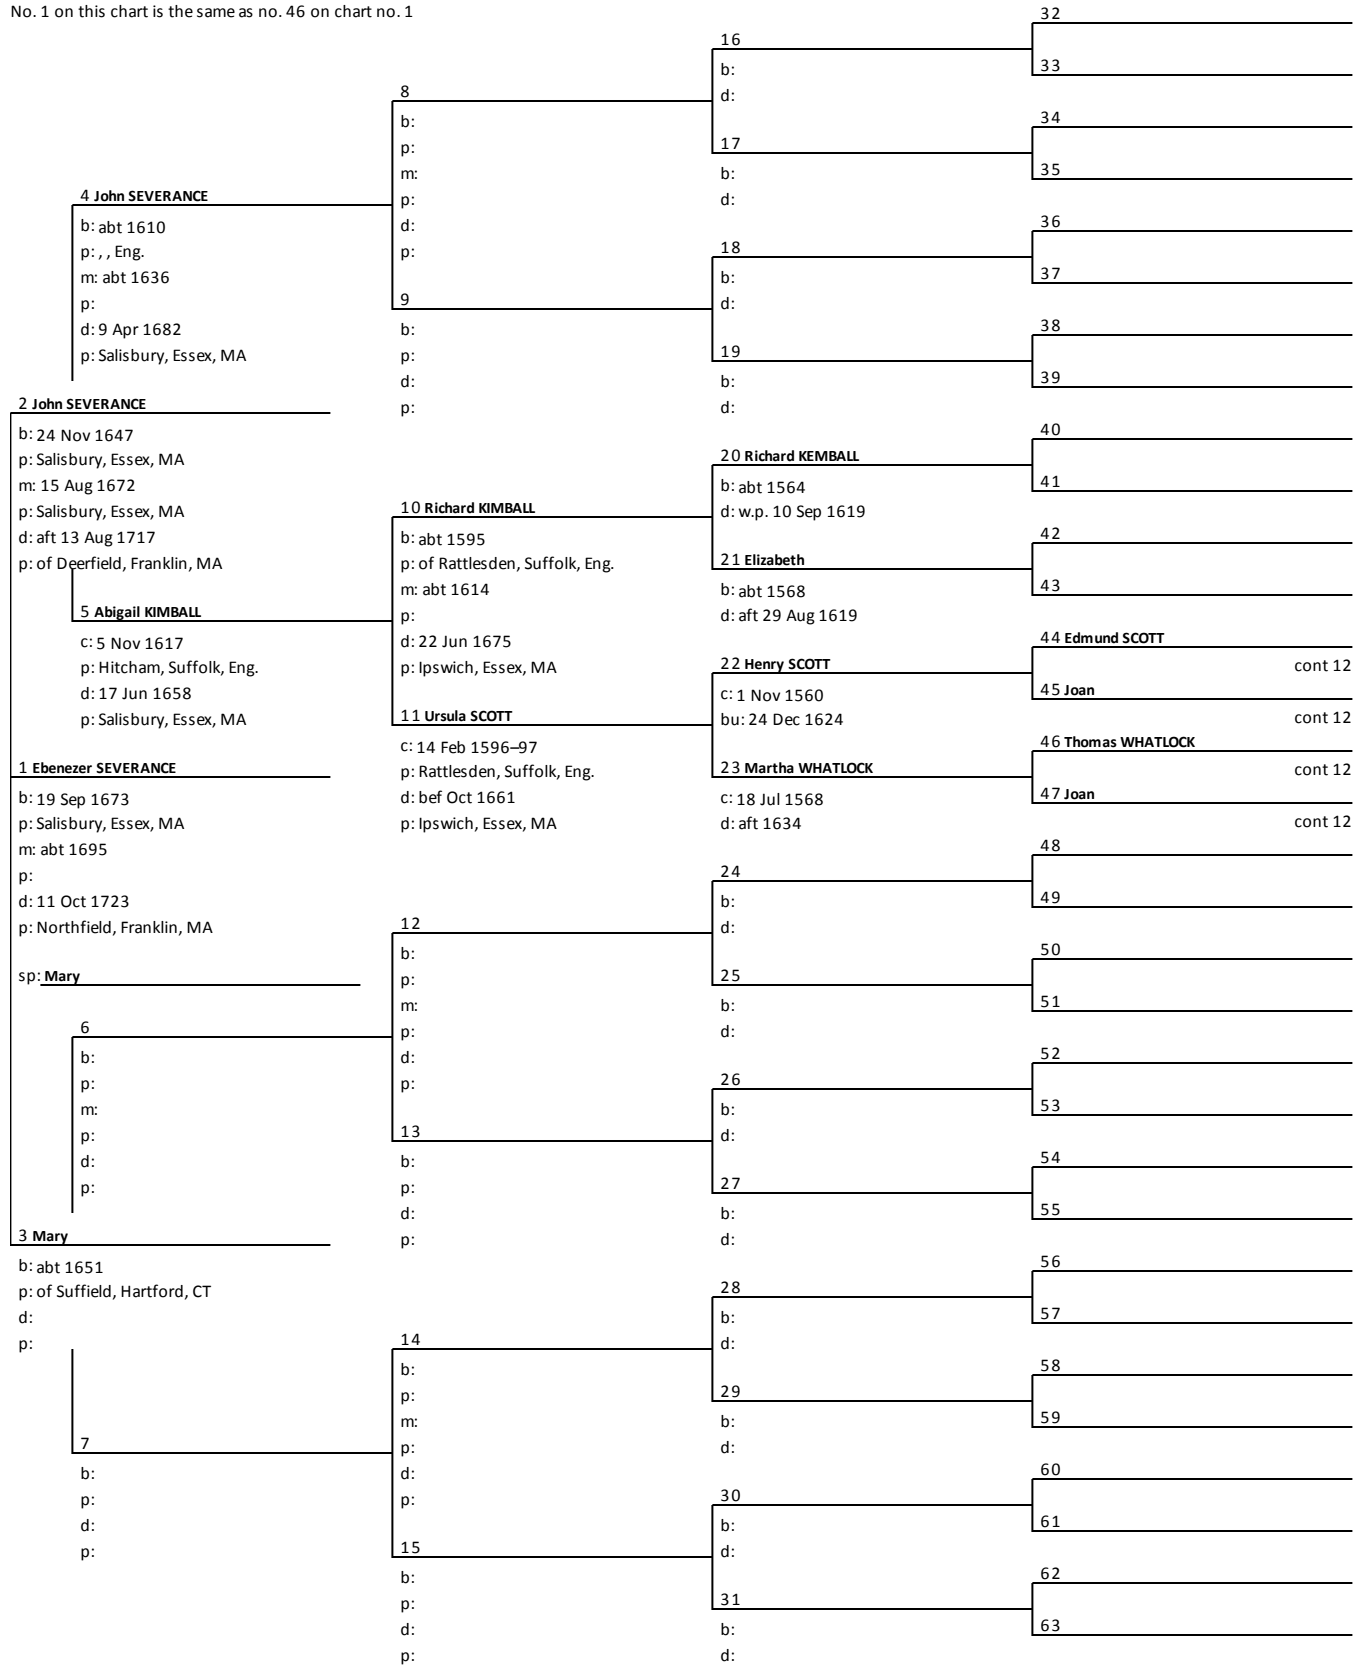 No. 1 on this chart is the same as no. 46 on chart no. 1
4 John SEVERANCE
b: abt 1610
p: , , Eng.
m: abt 1636
p:
d: 9 Apr 1682
p: Salisbury, Essex, MA
2 John SEVERANCE
b: 24 Nov 1647
p: Salisbury, Essex, MA
m: 15 Aug 1672
p: Salisbury, Essex, MA
d: aft 13 Aug 1717
p: of Deerfield, Franklin, MA
5 Abigail KIMBALL
c: 5 Nov 1617
p: Hitcham, Suffolk, Eng.
d: 17 Jun 1658
p: Salisbury, Essex, MA
1 Ebenezer SEVERANCE
b: 19 Sep 1673
p: Salisbury, Essex, MA
m: abt 1695
p:
d: 11 Oct 1723
p: Northfield, Franklin, MA
sp: Mary
6
b:
p:
m:
p:
d:
p:
3 Mary
b: abt 1651
p: of Suffield, Hartford, CT
d:
p:
7
b:
p:
d:
p:
8
b:
p:
m:
p:
d:
p:
9
b:
p:
d:
p:
10 Richard KIMBALL
b: abt 1595
p: of Rattlesden, Suffolk, Eng.
m: abt 1614
p:
d: 22 Jun 1675
p: Ipswich, Essex, MA
11 Ursula SCOTT
c: 14 Feb 1596–97
p: Rattlesden, Suffolk, Eng.
d: bef Oct 1661
p: Ipswich, Essex, MA
12
b:
p:
m:
p:
d:
p:
13
b:
p:
d:
p:
14
b:
p:
m:
p:
d:
p:
15
b:
p:
d:
p:
16
b:
d:
17
b:
d:
18
b:
d:
19
b:
d:
20 Richard KEMBALL
b: abt 1564
d: w.p. 10 Sep 1619
21 Elizabeth
b: abt 1568
d: aft 29 Aug 1619
22 Henry SCOTT
c: 1 Nov 1560
bu: 24 Dec 1624
23 Martha WHATLOCK
c: 18 Jul 1568
d: aft 1634
24
b:
d:
25
b:
d:
26
b:
d:
27
b:
d:
28
b:
d:
29
b:
d:
30
b:
d:
31
b:
d:
32
33
34
35
36
37
38
39
40
41
42
43
44 Edmund SCOTT
cont 12
45 Joan
cont 12
46 Thomas WHATLOCK
cont 12
47 Joan
cont 12
48
49
50
51
52
53
54
55
56
57
58
59
60
61
62
63